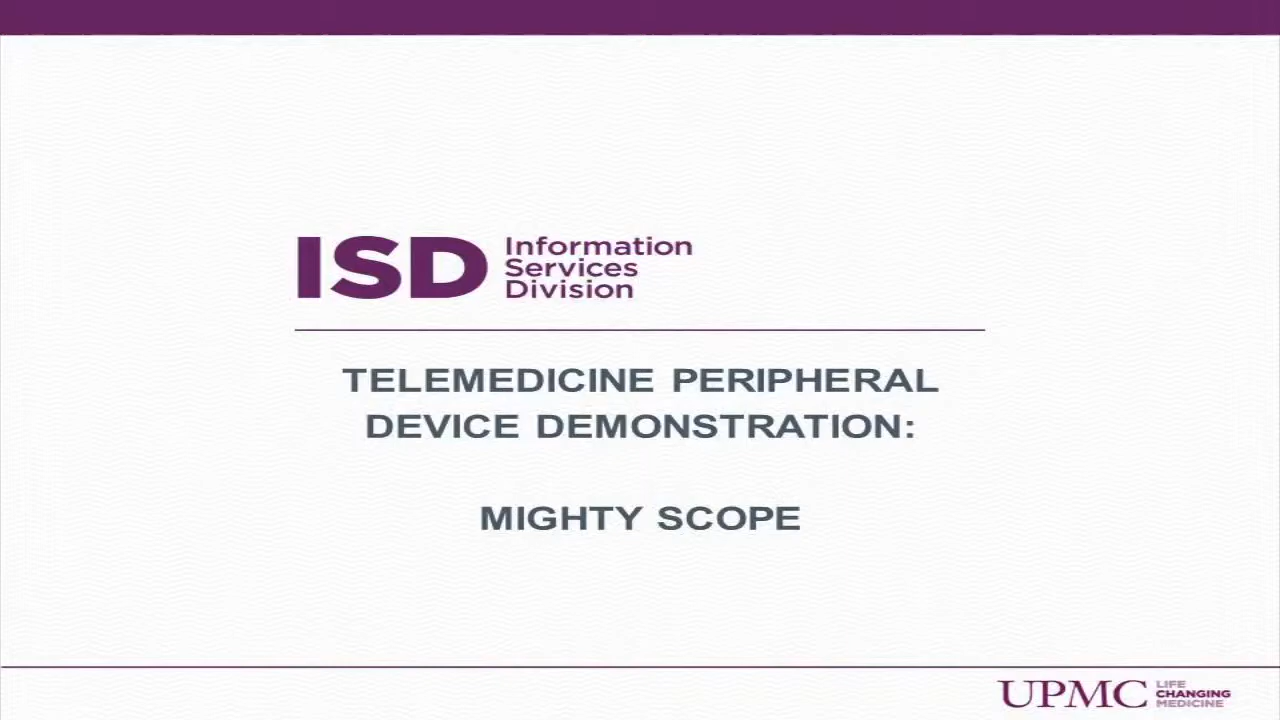 ISD
Information
Services
Division
TELEMEDICINE PERIPHERAL
DEVICE DEMONSTRATION:
MIGHTY SCOPE
UPMC
LIFE
CHANGING
MEDICINE